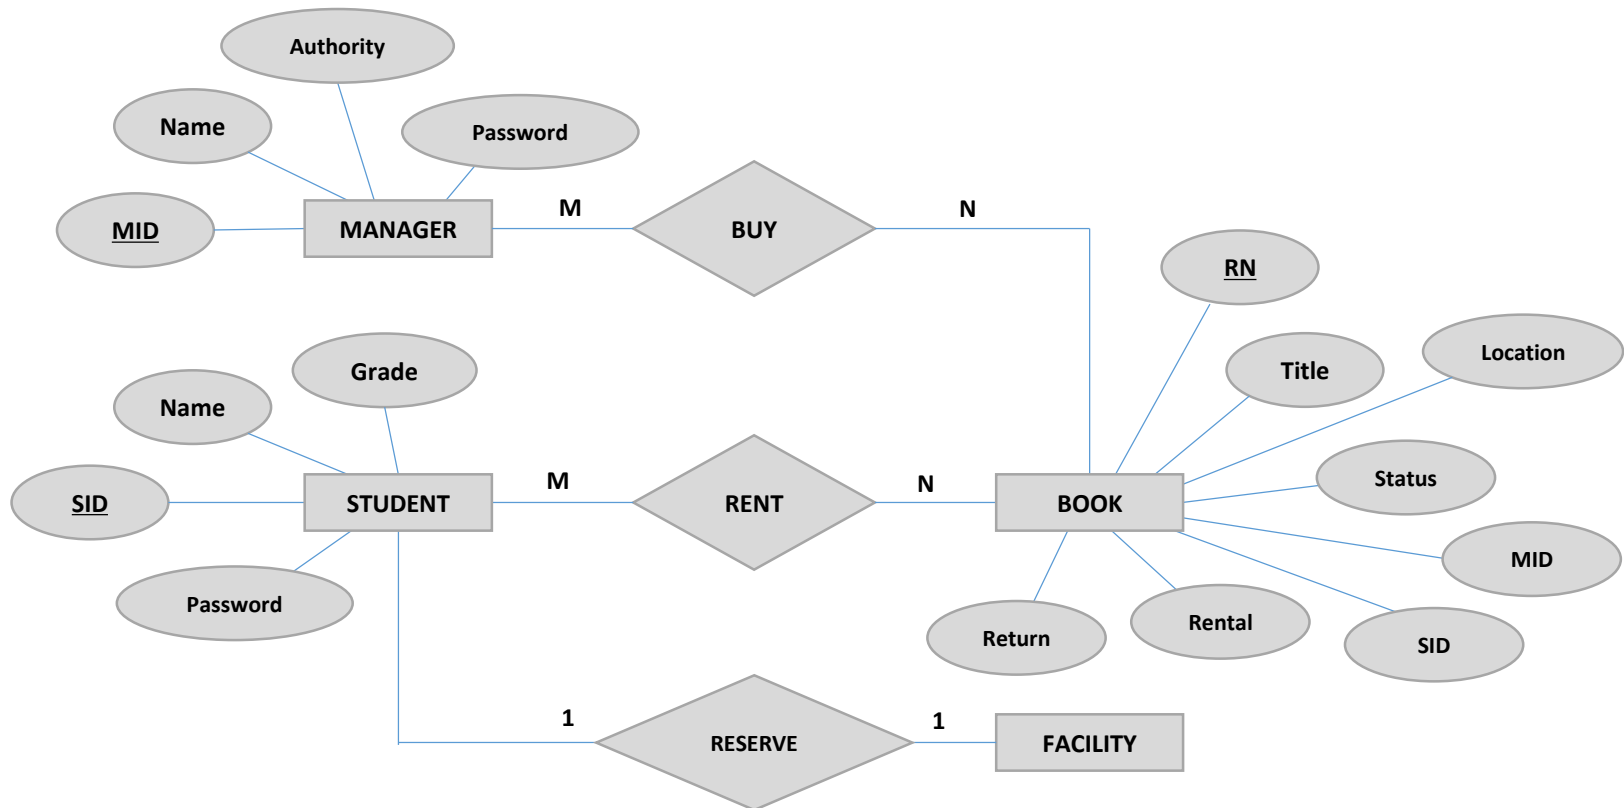 Authority
Name
Password
MID
MANAGER
M
BUY
N
RN
Title
Location
Grade
Name
SID
STUDENT
M
RENT
N
BOOK
Status
MID
Password
Return
Rental
SID
1
RESERVE
1
FACILITY